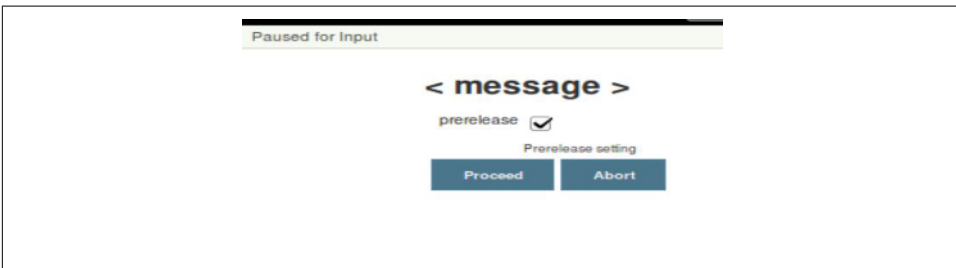 Paused for Input
< message >
prerelease
Prerelease setting
Proceed Abort